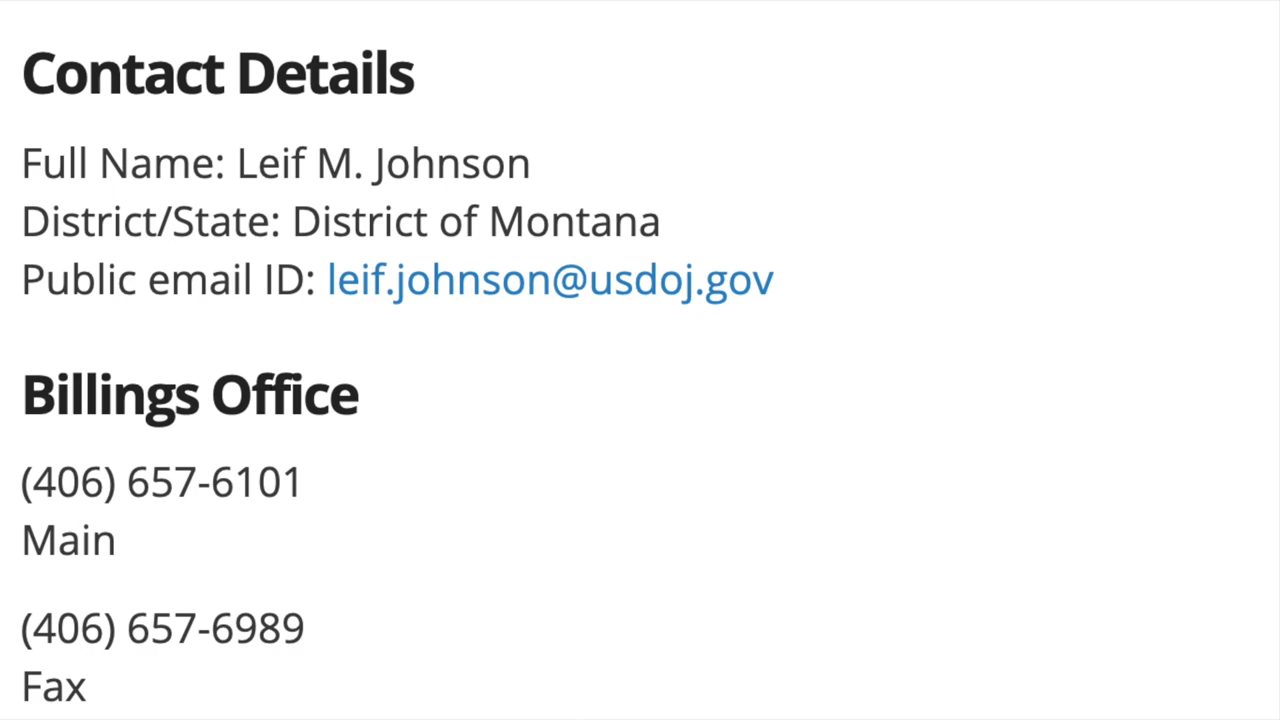 Contact Details
Full Name: Leif M. Johnson
District/State: District of Montana
Public email ID: leif.johnson@usdoj.gov
Billings Office
(406) 657-6101
Main
(406) 657-6989
Fax